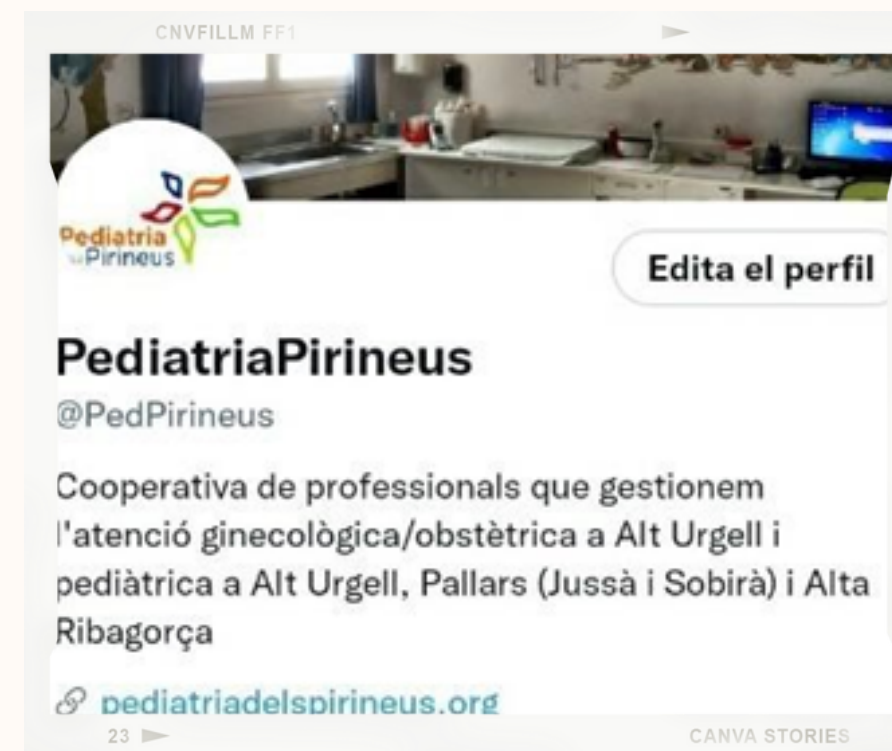 CNVFILLM FF1
Pediatria
Pirineus
Edita el perfil
PediatriaPirineus
@PedPirineus
Cooperativa de professionals que gestionem
l'atenció ginecològica/obstètrica a Alt Urgell i
pediàtrica a Alt Urgell, Pallars (Jussà i Sobirà) i Alta
Ribagorça
pediatriadelspirineus.org
23
CANVA STORIES